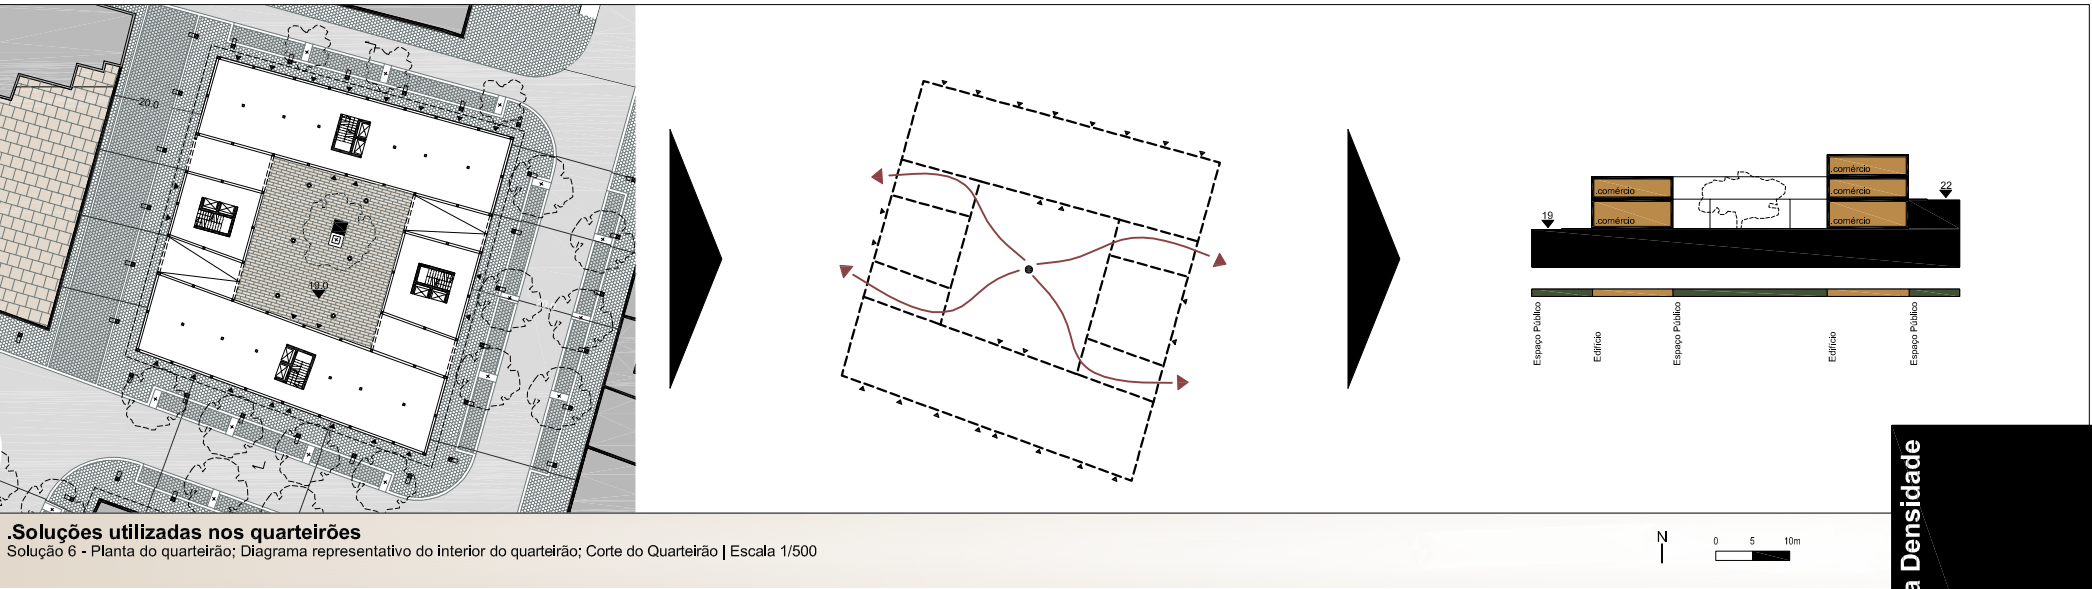 20.0
19.0
.comércio
.comércio
.comércio
.comércio
.comércio
19
22
Espaço Público
Edifício
Espaço Público
Edifício
Espaço Público
a Densidade
.Soluções utilizadas nos quarteirões
Solução 6 - Planta do quarteirão; Diagrama representativo do interior do quarteirão; Corte do Quarteirão | Escala 1/500
N
0 5 10m